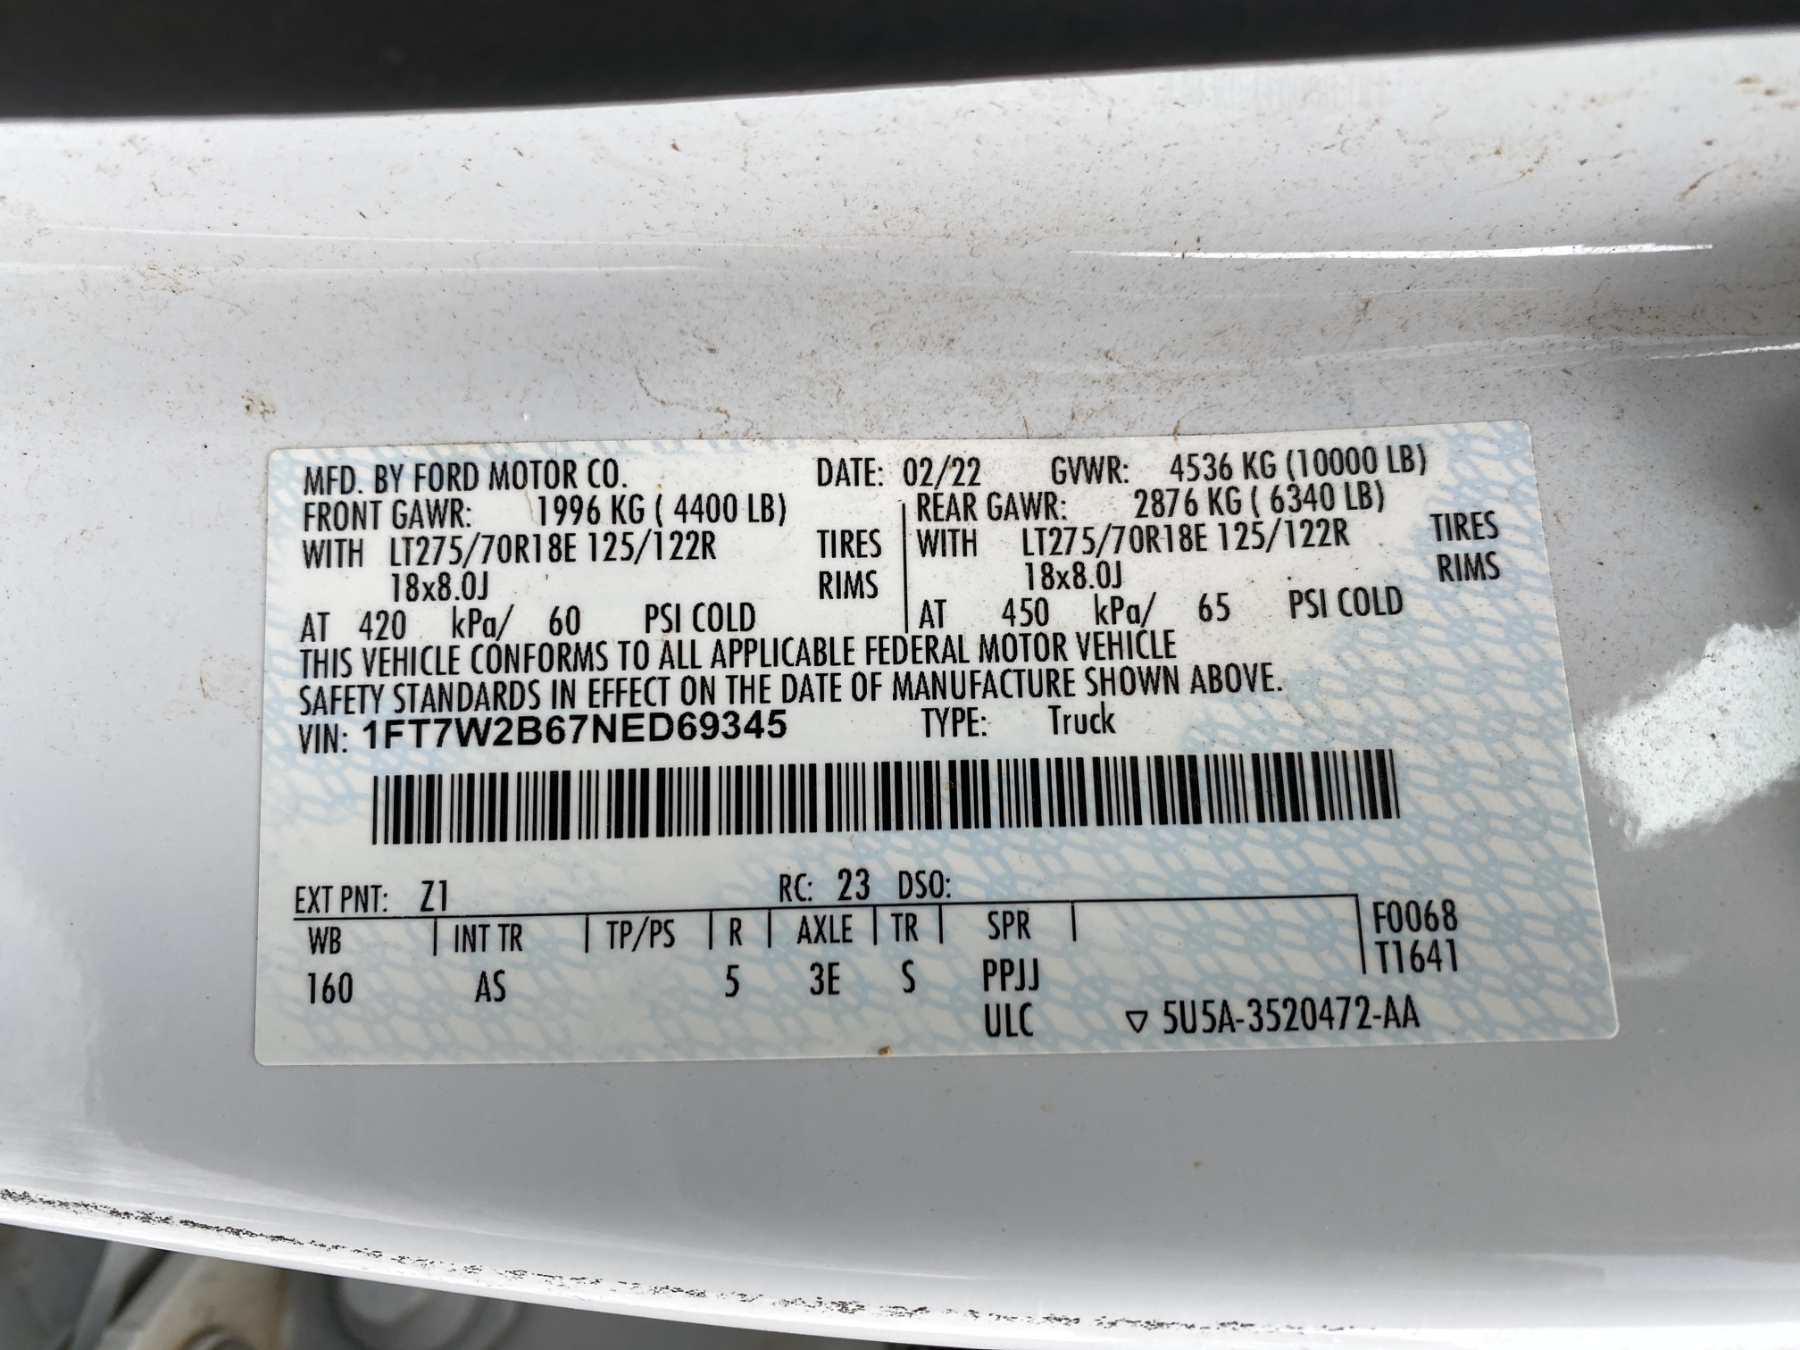 MFD. BY FORD MOTOR CO. DATE: 02/22 GVWR: 4536 KG (10000 LB)
FRONT GAWR: 1996 KG ( 4400 LB) REAR GAWR: 2876 KG ( 6340 LB)
WITH LT275/70R18E 125/122R TIRES WITH LT275/70R18E 125/122R TIRES
18x8.0J RIMS 18x8.0J RIMS
AT 420 kPa/ 60 PSI COLD AT 450 kPa/ 65 PSI COLD
THIS VEHICLE CONFORMS TO ALL APPLICABLE FEDERAL MOTOR VEHICLE
SAFETY STANDARDS IN EFFECT ON THE DATE OF MANUFACTURE SHOWN ABOVE.
VIN: 1FT7W2B67NED69345 TYPE: Truck
EXT PNT: Z1 RC: 23 DSO:
WB INT TR TP/PS R AXLE TR SPR F0068
160 AS 5 3E S PPJJ T1641
ULC ▽ 5U5A-3520472-AA